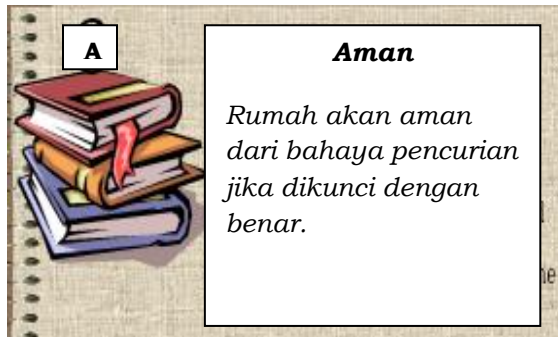 A
Aman
Rumah akan aman
dari bahaya pencurian
jika dikunci dengan
benar.